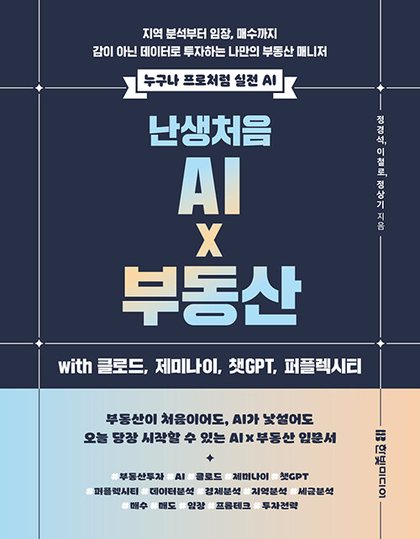 지역 분석부터 임장, 매수까지
감이 아닌 데이터로 투자하는 나만의 부동산 매니저
누구나 프로처럼 실전 AI
난생처음
AI
x
부동산
정경석, 이철로, 정상기 지음
with 클로드, 제미나이, 챗GPT, 퍼플렉시티
부동산이 처음이어도, AI가 낯설어도
오늘 당장 시작할 수 있는 AI x 부동산 입문서
#부동산투자 #AI #클로드 #제미나이 #챗GPT
#퍼플렉시티 #데이터분석 #경제분석 #지역분석 #세금분석
#매수 #매도 #임장 #프롭테크 #투자전략
한빛미디어